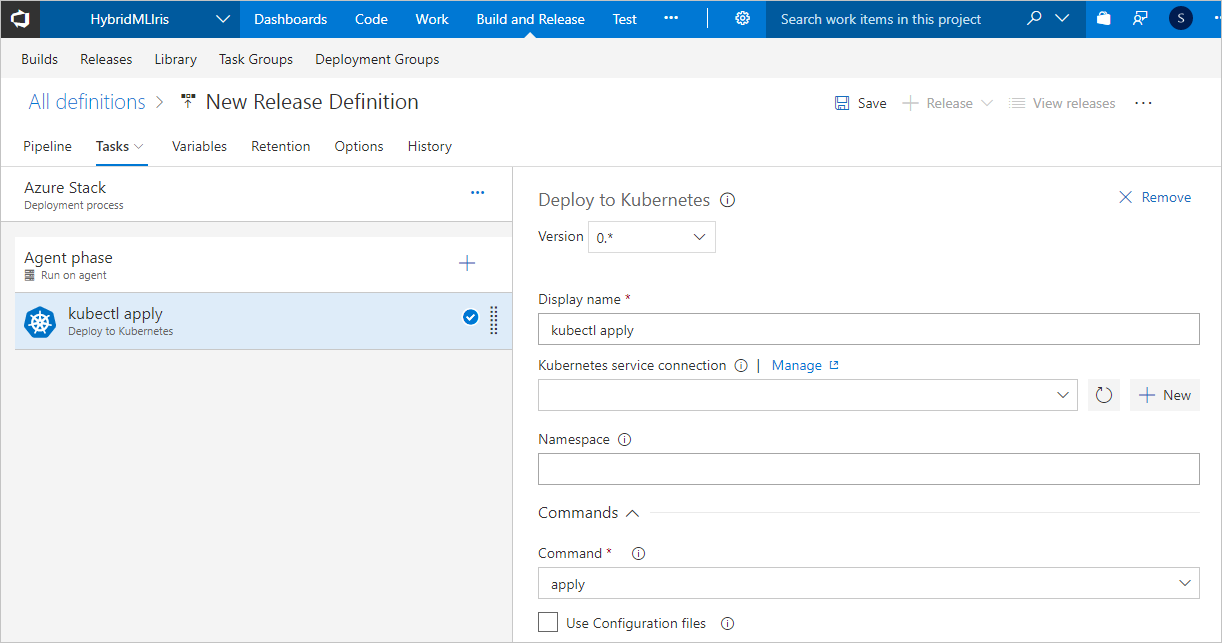 HybridMLIris Dashboards Code Work Build and Release Test ··· Search work items in this project S
Builds Releases Library Task Groups Deployment Groups
All definitions > New Release Definition Save Release View releases ···
Pipeline Tasks Variables Retention Options History
Azure Stack ···
Deployment process
Agent phase
Run on agent
kubectl apply
Deploy to Kubernetes
Deploy to Kubernetes Remove
Version 0.*
Display name *
kubectl apply
Kubernetes service connection | Manage
New
Namespace
Commands
Command *
apply
Use Configuration files